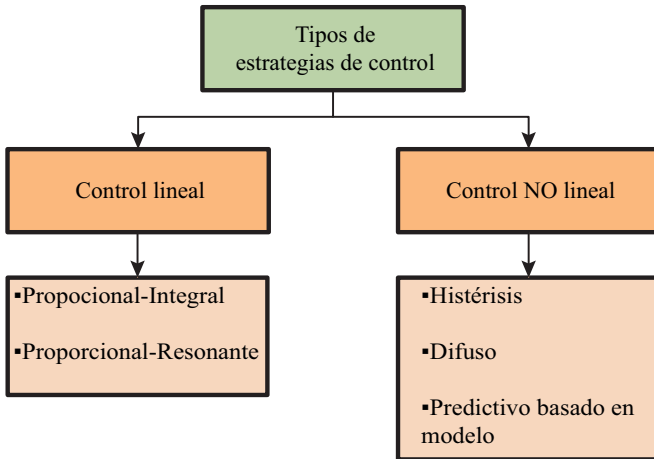 Tipos de
estrategias de control
Control lineal
Control NO lineal
▪Propocional-Integral
▪Proporcional-Resonante
▪Histérisis
▪Difuso
▪Predictivo basado en
modelo